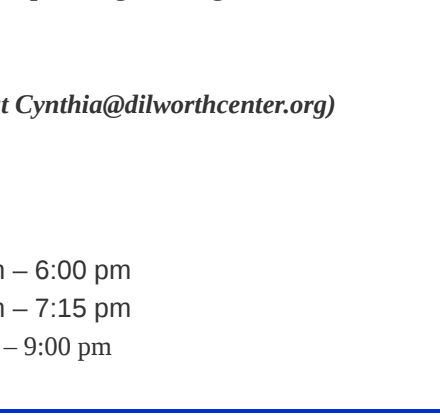 t Cynthia@dilworthcenter.org)
– 6:00 pm
– 7:15 pm
– 9:00 pm